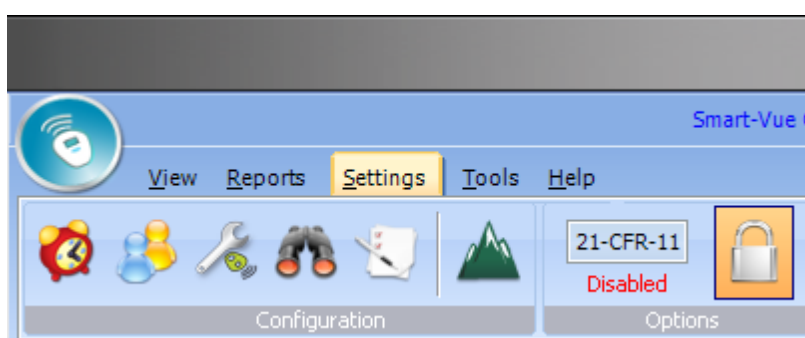 Smart-Vue
View Reports Settings Tools Help
21-CFR-11
Disabled
Configuration Options